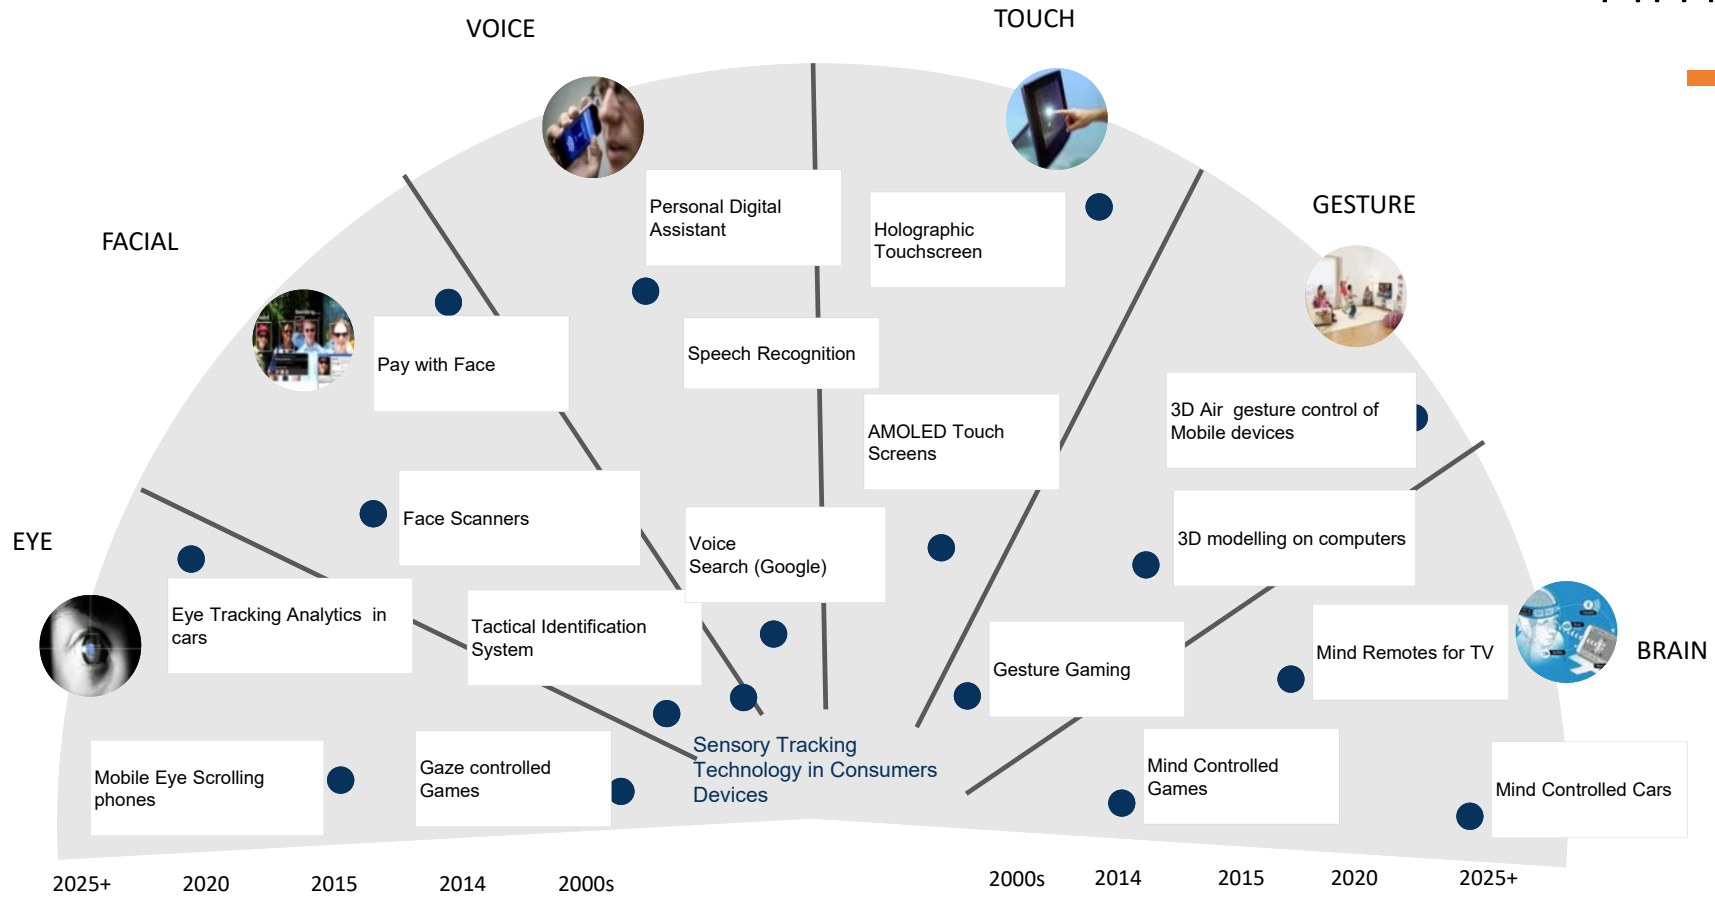 TOUCH
VOICE
GESTURE
FACIAL
Personal Digital
Assistant
Holographic
Touchscreen
Speech Recognition
Pay with Face
3D Air  gesture control of
Mobile devices
AMOLED Touch
Screens
Face Scanners
EYE
Voice
Search (Google)
3D modelling on computers
Eye Tracking Analytics  in
cars
Tactical Identification
System
Gesture Gaming
Mind Remotes for TV
BRAIN
Sensory Tracking
Technology in Consumers
Devices
Mobile Eye Scrolling
phones
Gaze controlled
Games
Mind Controlled
Games
Mind Controlled Cars
2025+
2020
2015
2014
2000s
2000s
2014
2015
2020
2025+